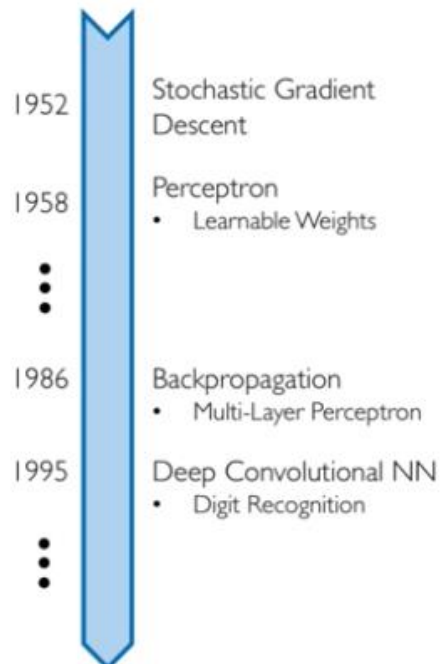 1952 Stochastic Gradient
Descent
1958 Perceptron
• Learnable Weights
1986 Backpropagation
• Multi-Layer Perceptron
1995 Deep Convolutional NN
• Digit Recognition